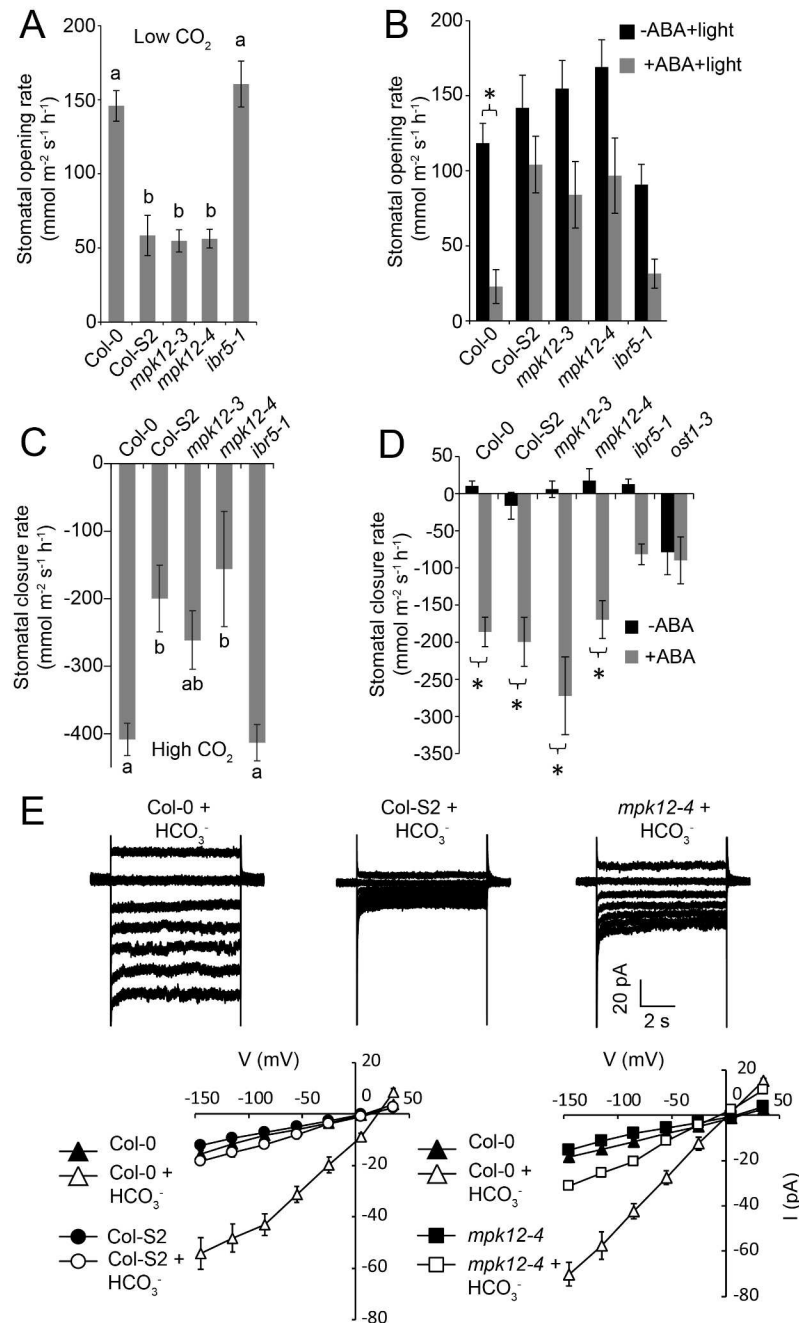 A
Low CO₂
Stomatal opening rate
(mmol m⁻² s⁻¹ h⁻¹)
200
150
100
50
0
a
b
b
b
a
Col-0
Col-S2
mpk12-3
mpk12-4
ibr5-1
B
-ABA+light
+ABA+light
Stomatal opening rate
(mmol m⁻² s⁻¹ h⁻¹)
200
150
100
50
0
*
Col-0
Col-S2
mpk12-3
mpk12-4
ibr5-1
C
Col-0
Col-S2
mpk12-3
mpk12-4
ibr5-1
Stomatal closure rate
(mmol m⁻² s⁻¹ h⁻¹)
0
-100
-200
-300
-400
a
b
ab
b
a
High CO₂
D
Col-0
Col-S2
mpk12-3
mpk12-4
ibr5-1
ost1-3
Stomatal closure rate
(mmol m⁻² s⁻¹ h⁻¹)
50
0
-50
-100
-150
-200
-250
-300
-350
-ABA
+ABA
*
*
*
*
E
Col-0 +
HCO₃⁻
Col-S2 +
HCO₃⁻
mpk12-4 +
HCO₃⁻
20 pA
2 s
V (mV)
-150 -100 -50 0 50
20
-20
-40
-60
-80
Col-0
Col-0 +
HCO₃⁻
Col-S2
Col-S2 +
HCO₃⁻
V (mV)
-150 -100 -50 0 50
20
-20
-40
-60
-80
I (pA)
Col-0
Col-0 +
HCO₃⁻
mpk12-4
mpk12-4 +
HCO₃⁻